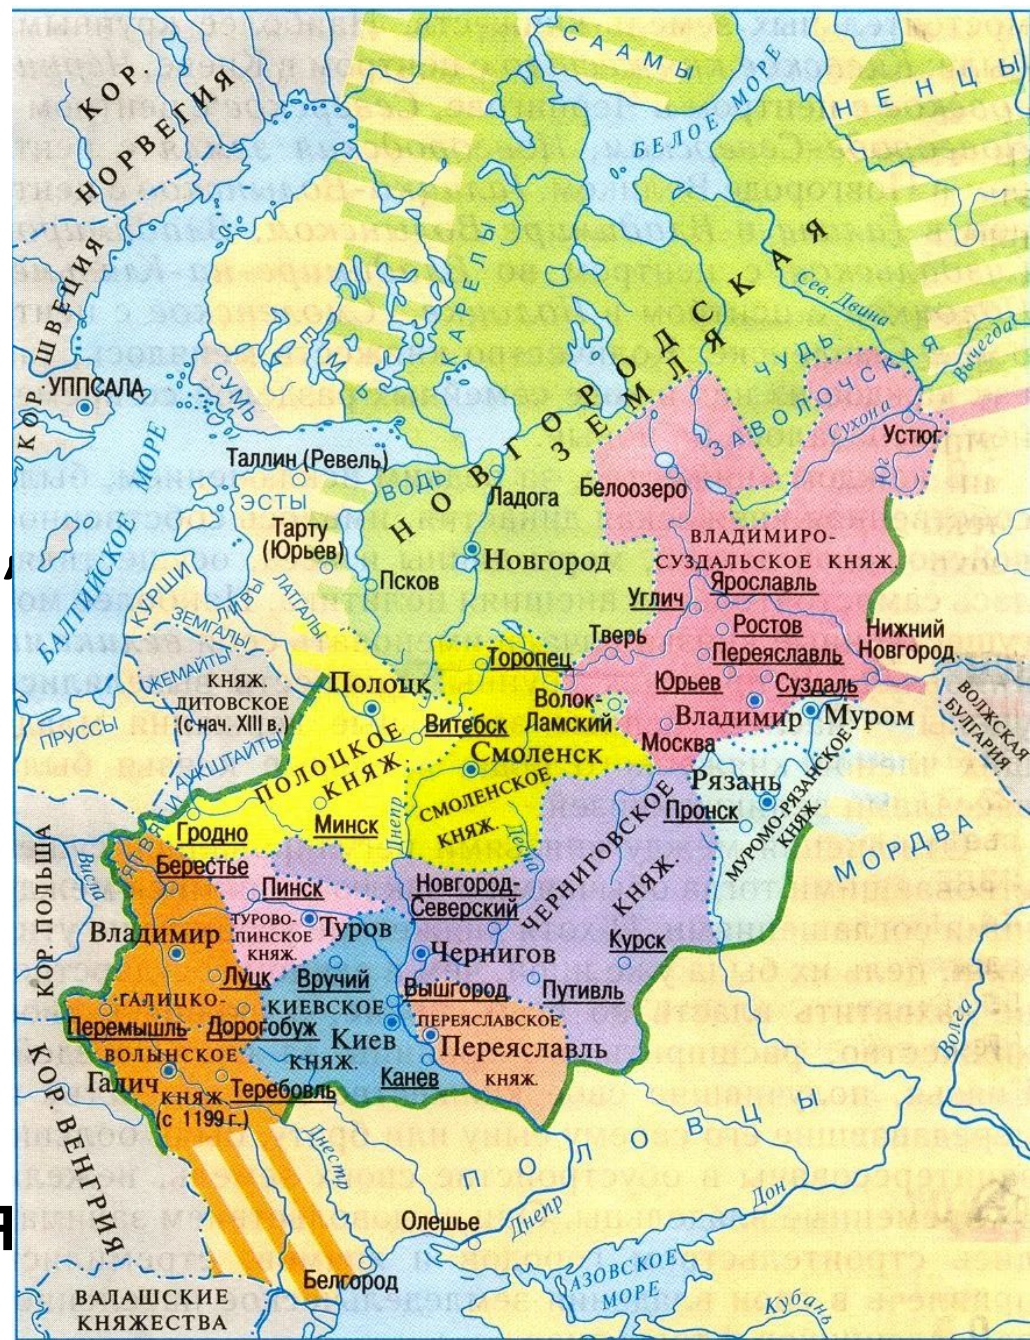 СААМЫ
НЕНЦЫ
БЕЛОЕ МОРЕ
КОР.
НОРВЕГИЯ
КОР. ШВЕЦИЯ
УППСАЛА
КАРЕЛЫ
СУМЬ
НОВГОРОДСКАЯ
ЗЕМЛЯ
Сев. Двина
Вычегда
ЧУДЬ
ЗАВОЛОЧСКАЯ
Сухона
Юг
Устюг
БАЛТИЙСКОЕ МОРЕ
Таллин (Ревель)
ВОДЬ
ЭСТЫ
Ладога
Белоозеро
Тарту
(Юрьев)
Новгород
Псков
ВЛАДИМИРО-
СУЗДАЛЬСКОЕ КНЯЖ.
Ярославль
Углич
Ростов
Тверь
Переяславль
Нижний
Новгород
Юрьев
Суздаль
КУРШИ
ЛИВЫ
ЛАТГАЛЫ
ЗЕМГАЛЫ
СКЕМАЙТЫ
КНЯЖ.
ЛИТОВСКОЕ
(с нач. XIII в.)
ПРУССЫ
АУКШТАЙТЫ
Торопец
Полоцк
Волок-
Ламский
Владимир
Муром
Москва
Витебск
ПОЛОЦКОЕ
КНЯЖ.
Смоленск
СМОЛЕНСКОЕ
КНЯЖ.
ВОЛЖСКАЯ
БУЛГАРИЯ
Рязань
Пронск
МУРОМО-РЯЗАНСКОЕ
КНЯЖ.
МОРДВА
Гродно
Минск
Днепр
Десна
ЯТВЯГИ
КОР. ПОЛЬША
Висла
Берестье
Пинск
ТУРОВО-
ПИНСКОЕ
КНЯЖ.
Туров
Новгород-
Северский
ЧЕРНИГОВСКОЕ
КНЯЖ.
Курск
Владимир
Луцк
Вручий
Чернигов
Путивль
ГАЛИЦКО-
ВОЛЫНСКОЕ
КНЯЖ.
(с 1199 г.)
КИЕВСКОЕ
КНЯЖ.
Вышгород
Перемышль
Дорогобуж
Киев
ПЕРЕЯСЛАВСКОЕ
КНЯЖ.
Переяславль
Галич
Теребовль
Канев
Волга
КОР. ВЕНГРИЯ
Днестр
ПОЛОВЦЫ
Олешье
Днепр
Дон
Белгород
АЗОВСКОЕ
МОРЕ
Кубань
ВАЛАШСКИЕ
КНЯЖЕСТВА
Я